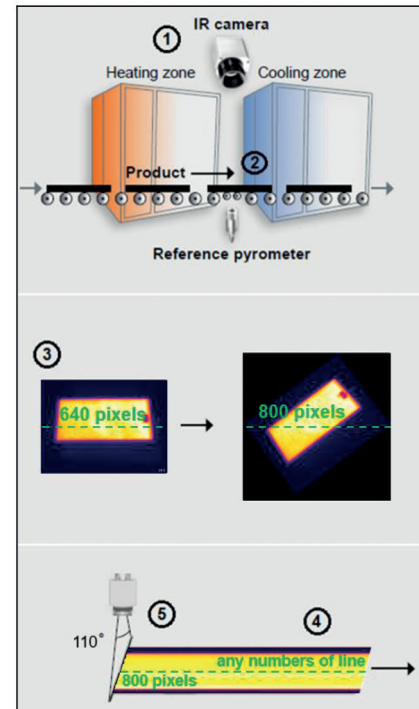 IR camera
1
Heating zone
Cooling zone
Product
2
Reference pyrometer
3
640 pixels
800 pixels
5
4
110°
any numbers of line
800 pixels